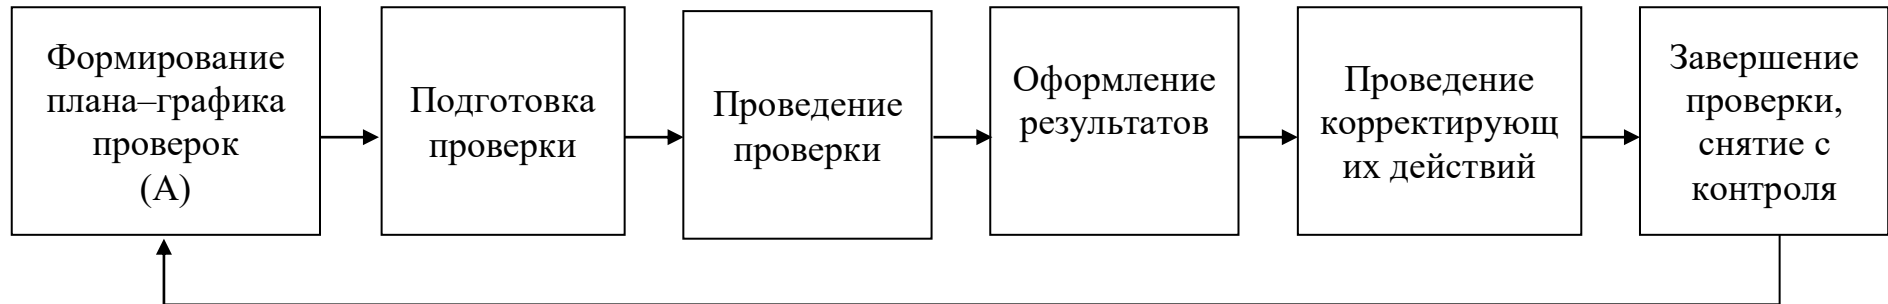 Формирование
плана–графика
проверок
(А)
Подготовка
проверки
Проведение
проверки
Оформление
результатов
Проведение
корректирующ
их действий
Завершение
проверки,
снятие с
контроля